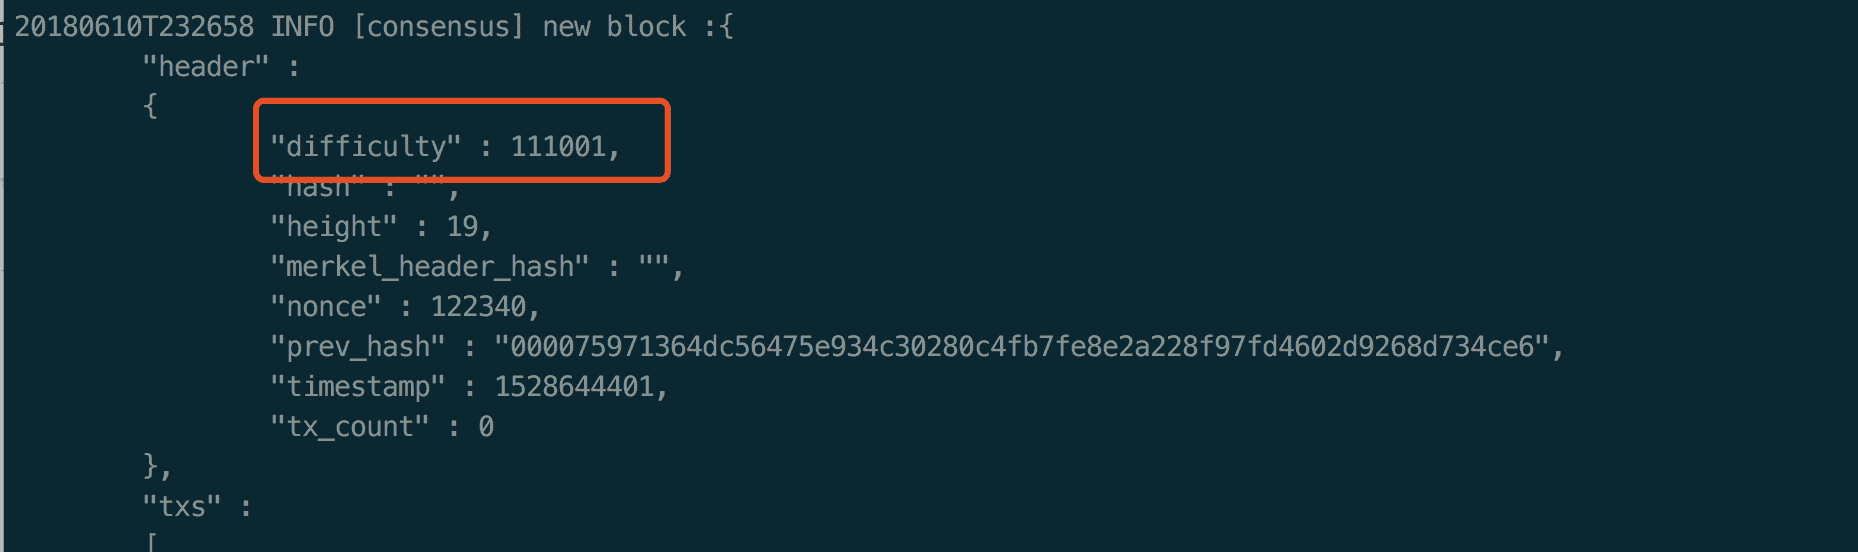 20180610T232658 INFO [consensus] new block :{
"header" :
{
"difficulty" : 111001,
"hash" : "",
"height" : 19,
"merkel_header_hash" : "",
"nonce" : 122340,
"prev_hash" : "000075971364dc56475e934c30280c4fb7fe8e2a228f97fd4602d9268d734ce6",
"timestamp" : 1528644401,
"tx_count" : 0
},
"txs" :
[